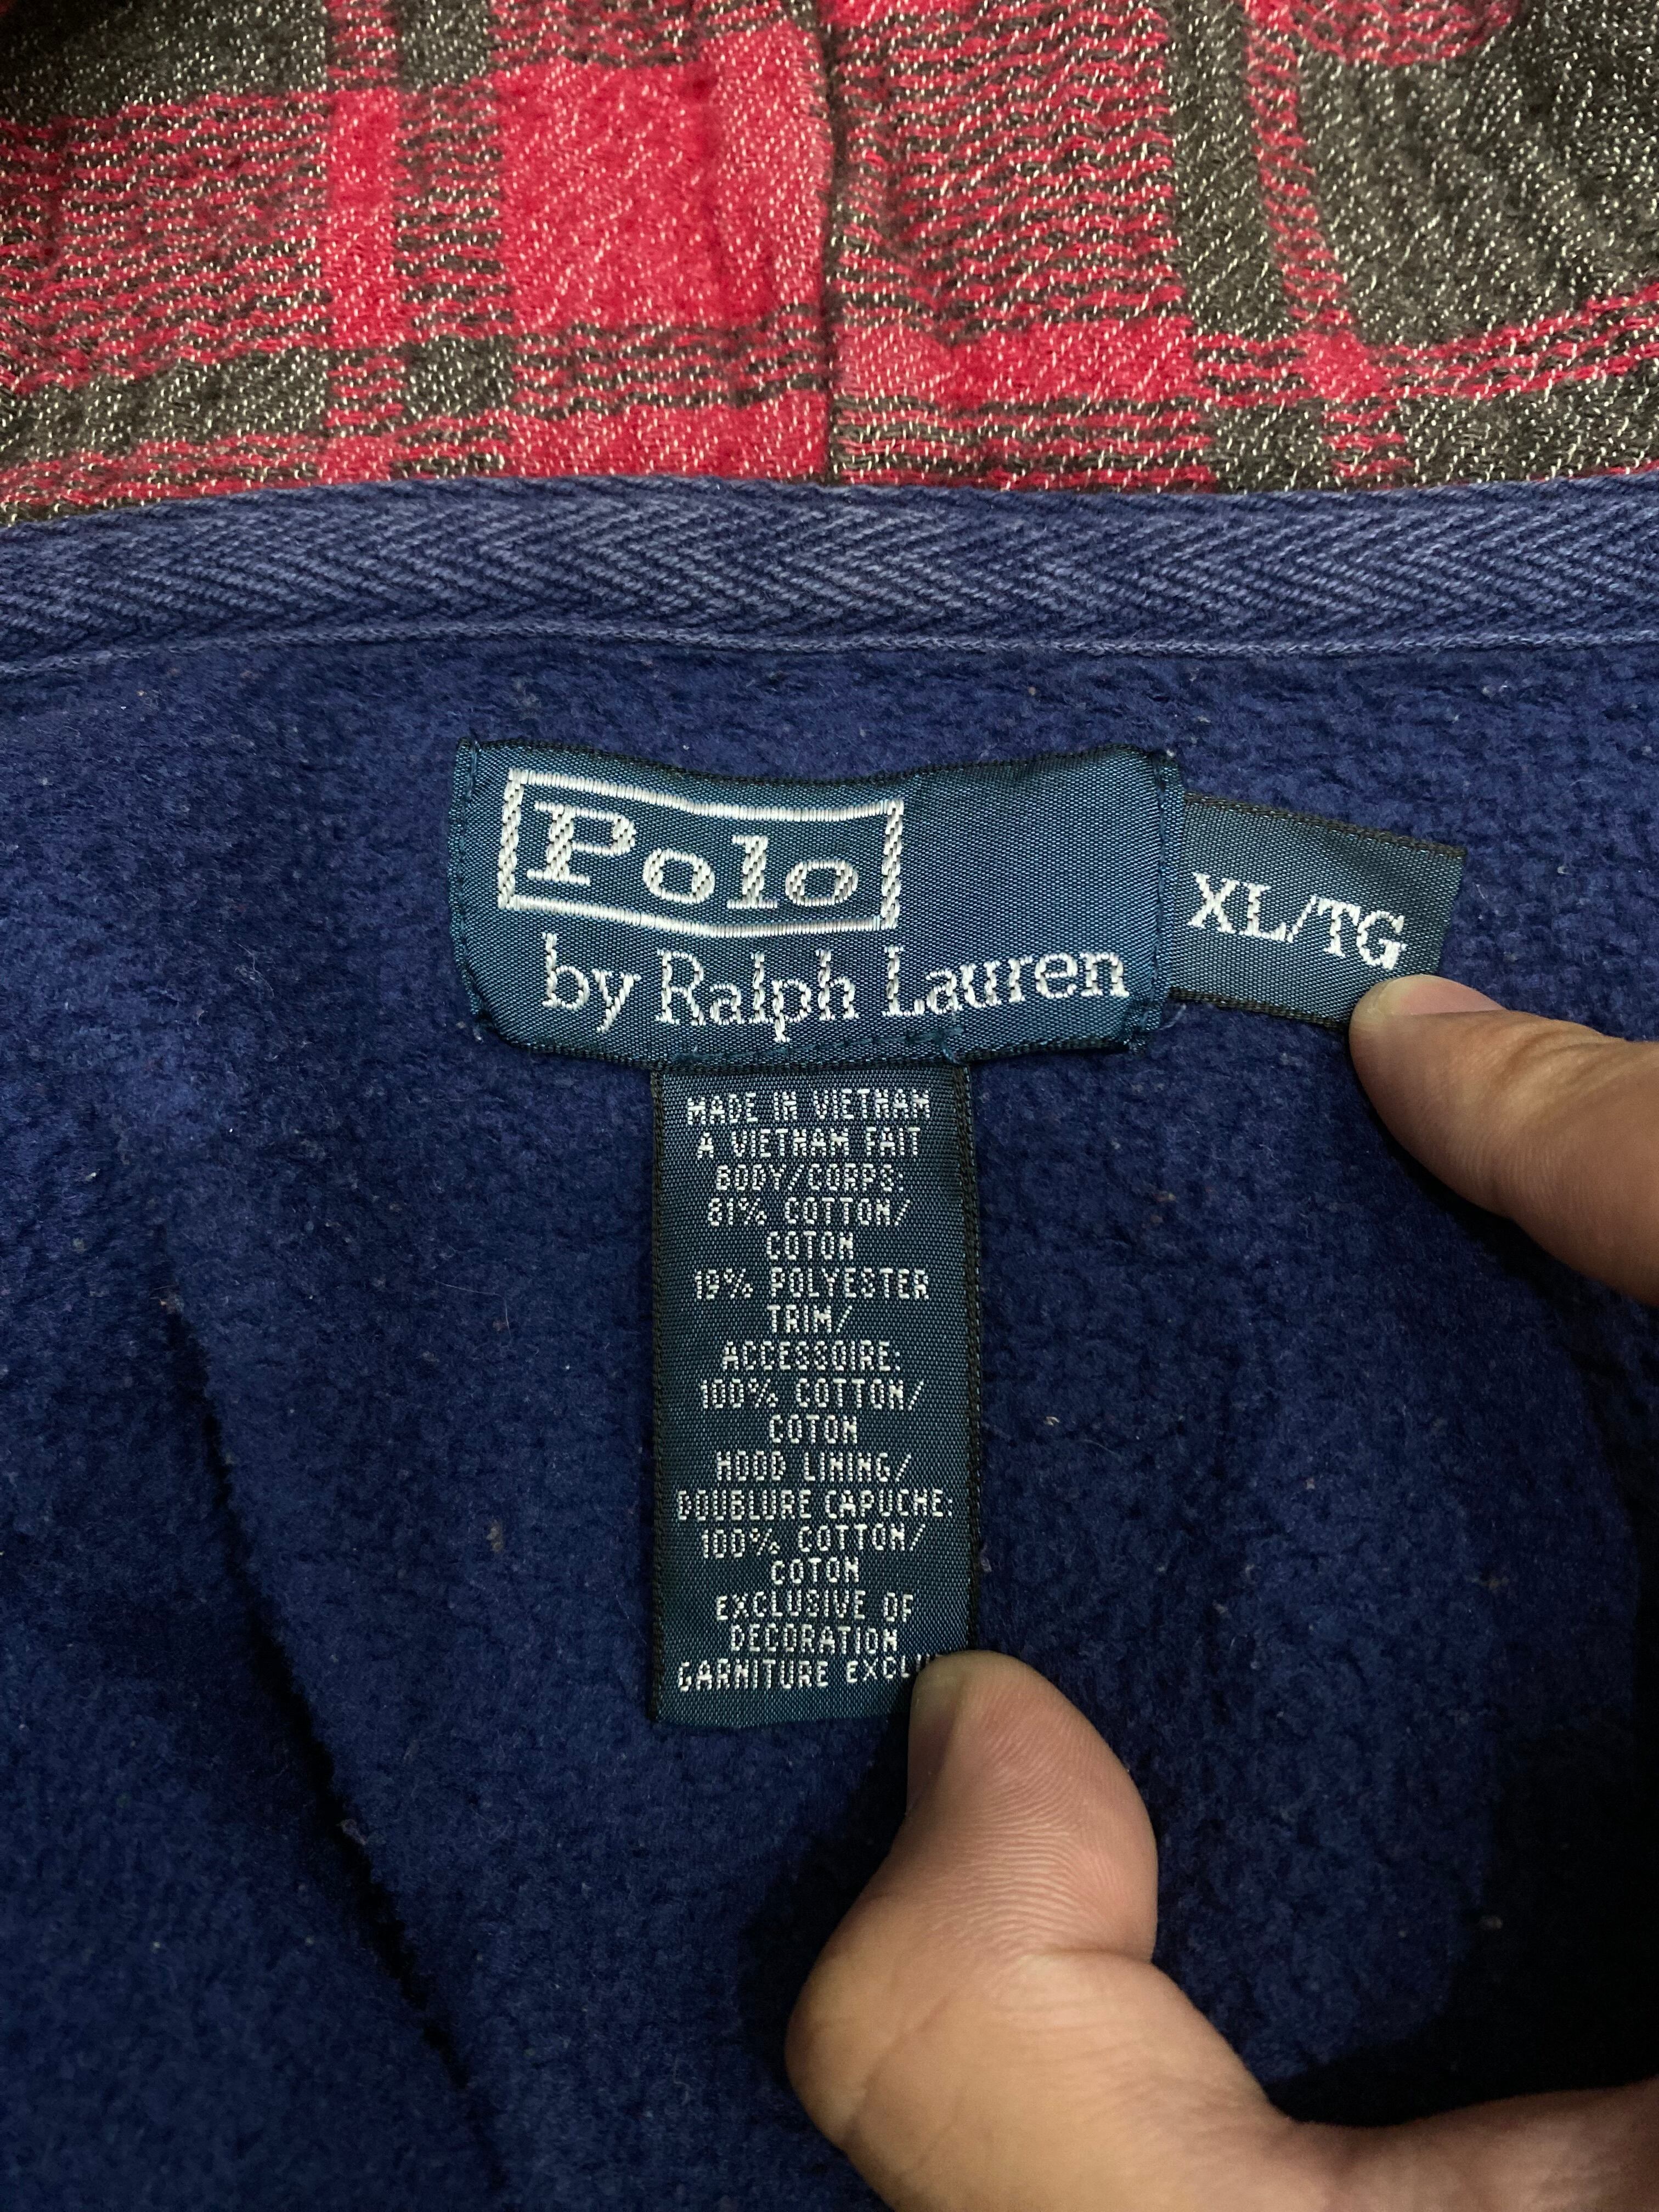 Polo
by Ralph Lauren
XL/TG
MADE IN VIETNAM
A VIETNAM FAIT
BODY/CORPS:
81% COTTON/
COTON
19% POLYESTER
TRIM/
ACCESSOIRE:
100% COTTON/
COTON
HOOD LINING/
DOUBLURE CAPUCHE:
100% COTTON/
COTON
EXCLUSIVE OF
DECORATION
GARNITURE